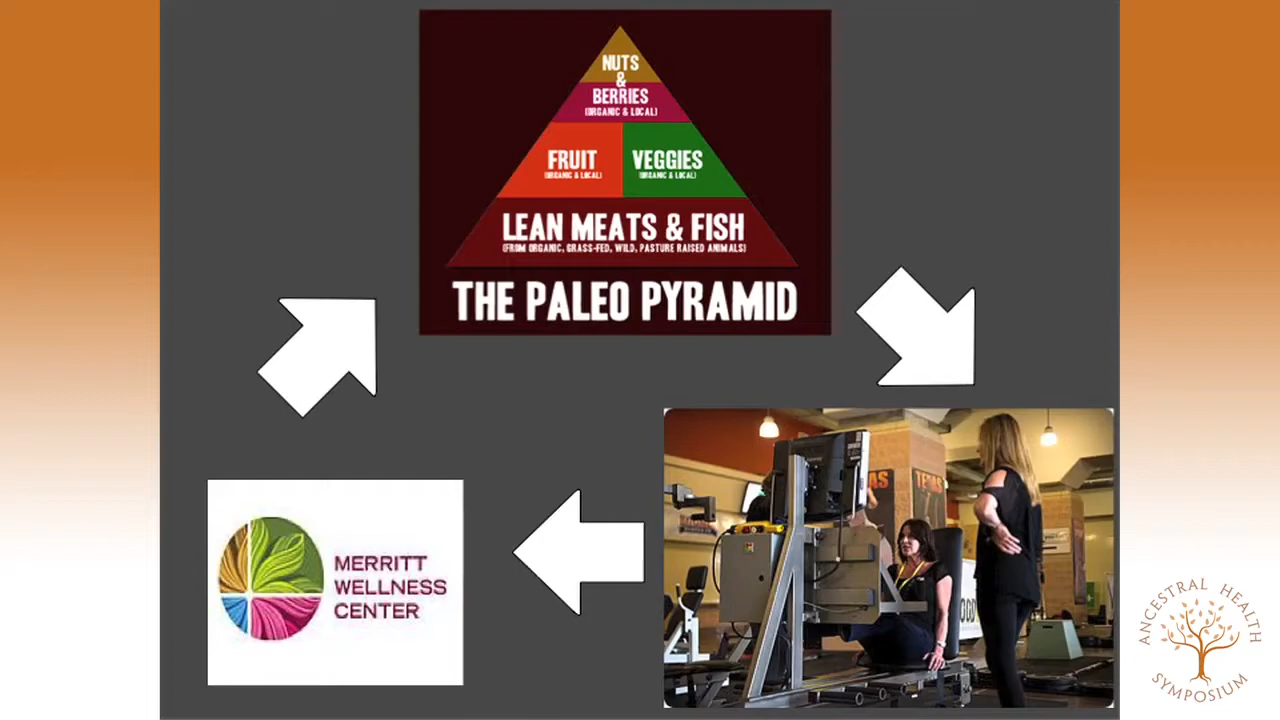 NUTS
&
BERRIES
(ORGANIC & LOCAL)
FRUIT
(ORGANIC & LOCAL)
VEGGIES
(ORGANIC & LOCAL)
LEAN MEATS & FISH
(FROM ORGANIC, GRASS-FED, WILD, PASTURE RAISED ANIMALS)
THE PALEO PYRAMID
MERRITT
WELLNESS
CENTER
TEXAS
ANCESTRAL HEALTH
SYMPOSIUM